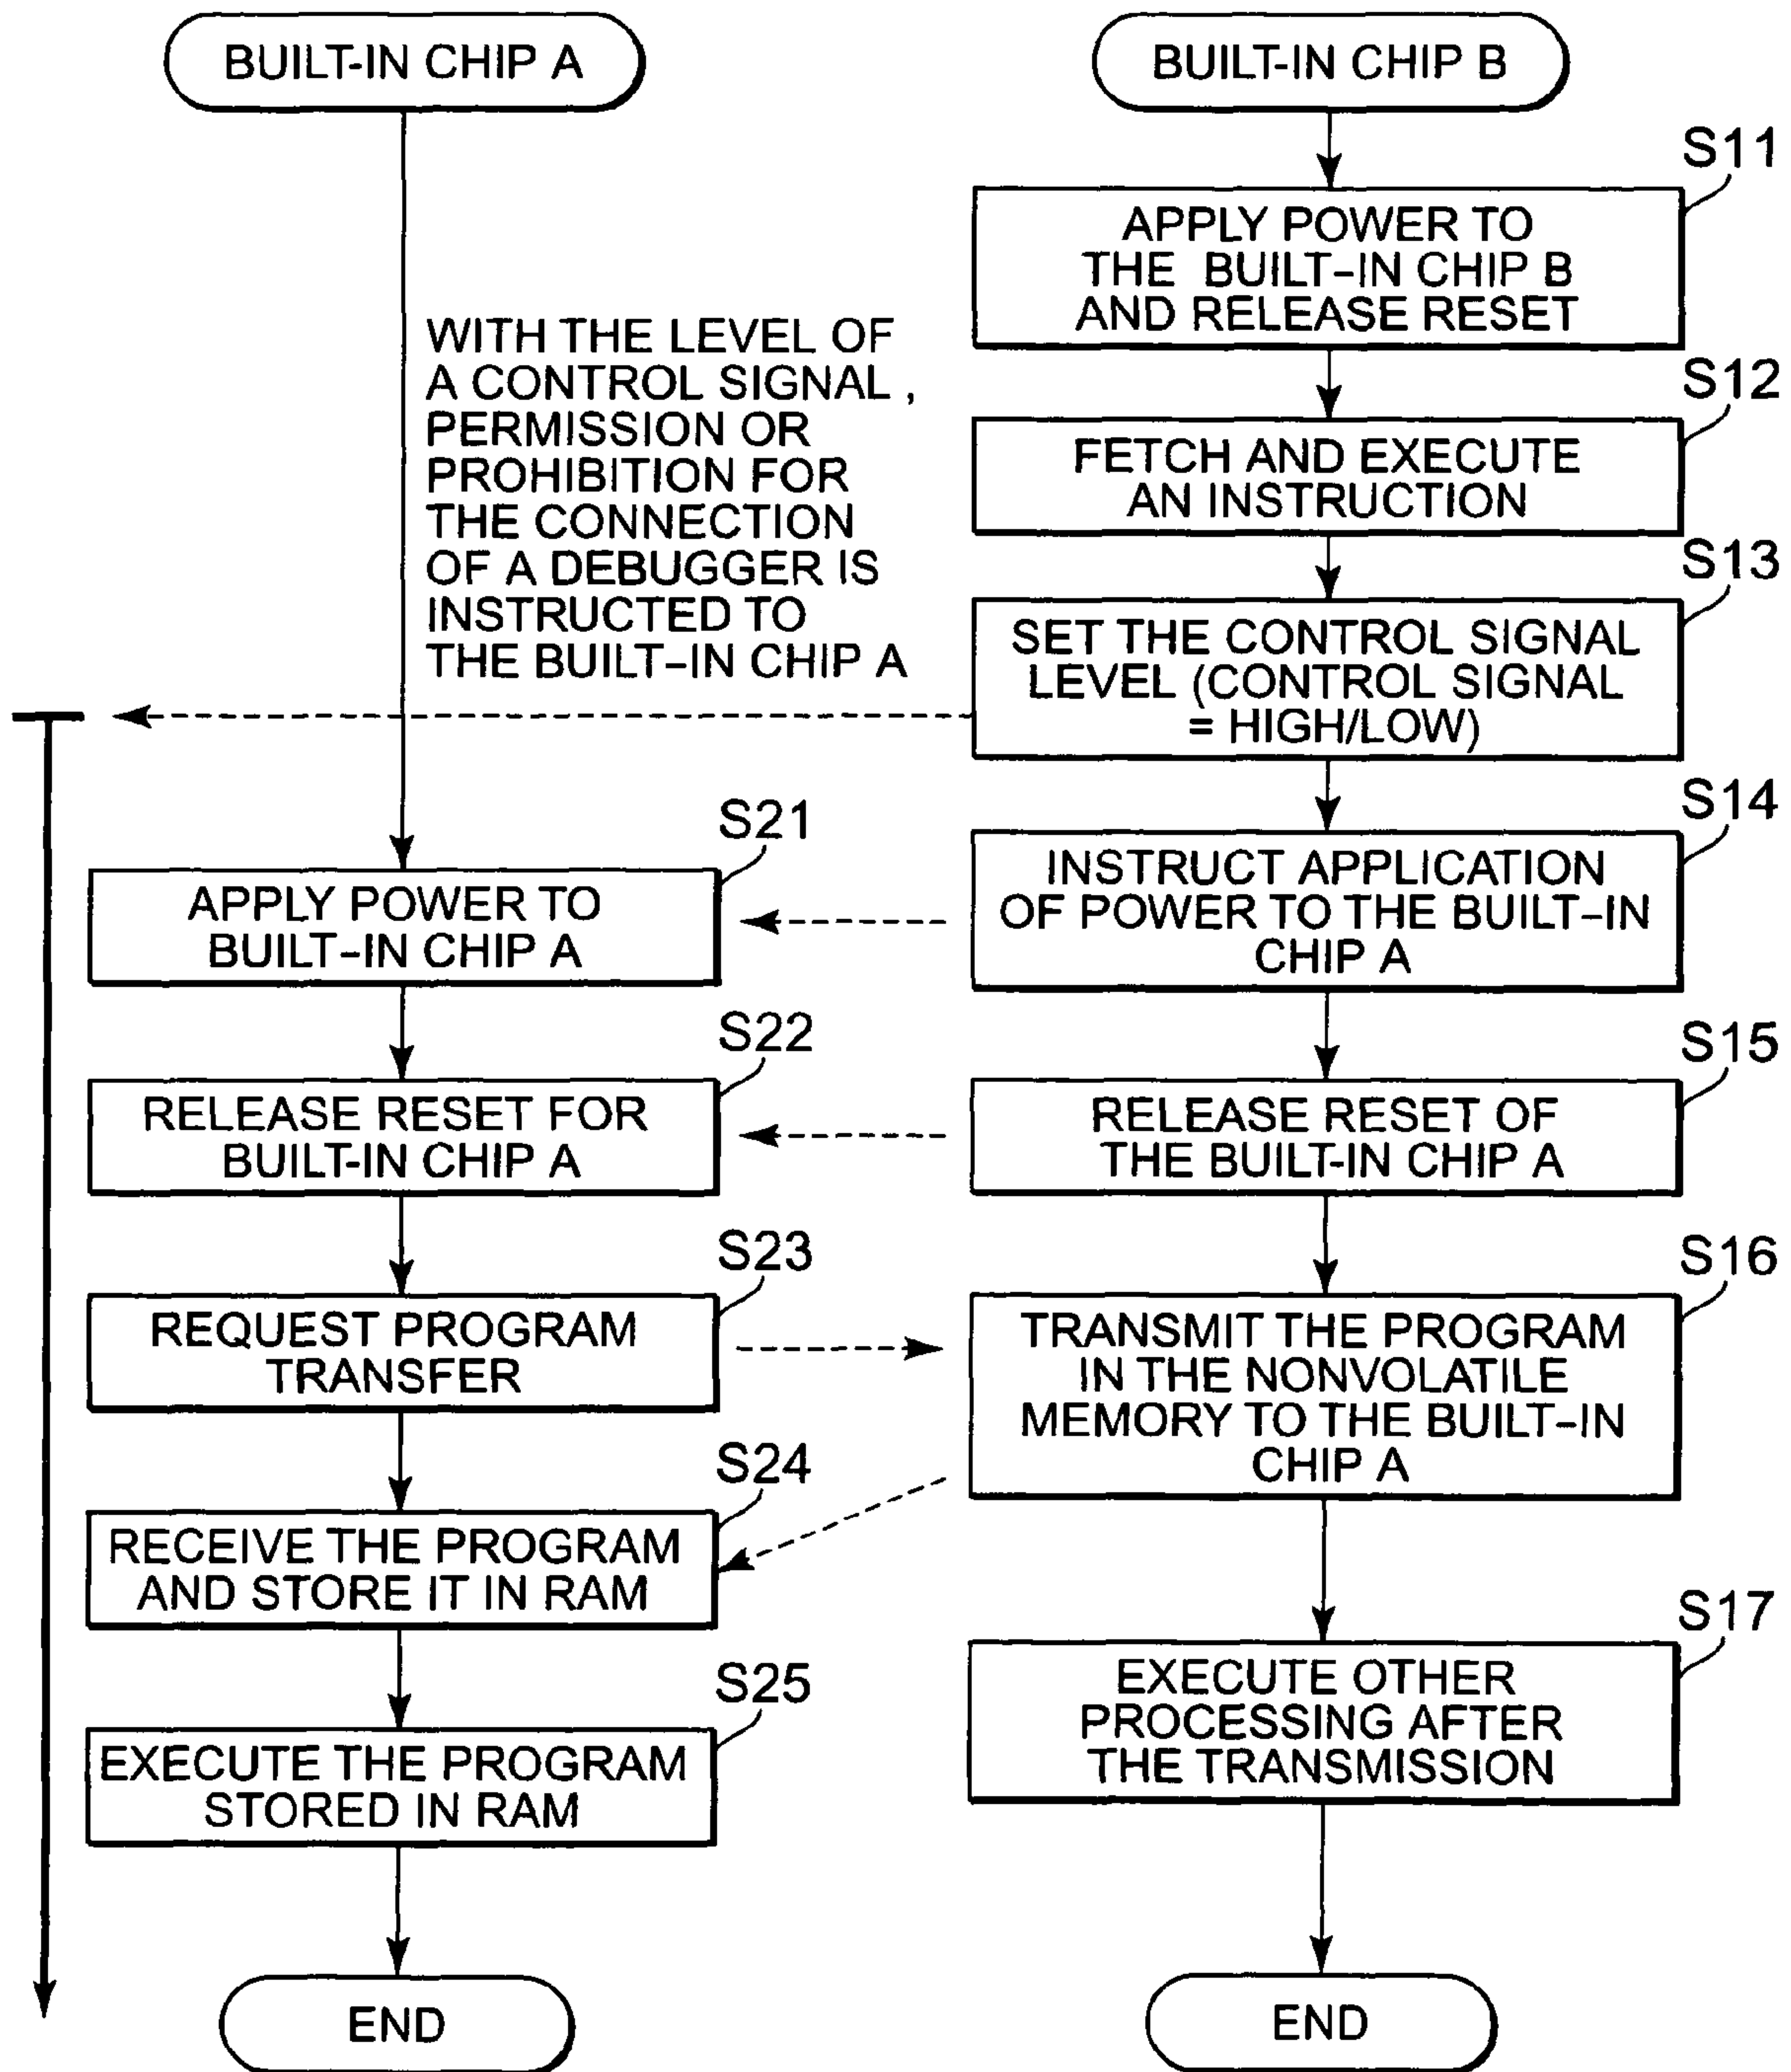 BUILT-IN CHIP A
WITH THE LEVEL OF
A CONTROL SIGNAL,
PERMISSION OR
PROHIBITION FOR
THE CONNECTION
OF A DEBUGGER IS
INSTRUCTED TO
THE BUILT-IN CHIP A
S21
APPLY POWER TO
BUILT-IN CHIP A
S22
RELEASE RESET FOR
BUILT-IN CHIP A
S23
REQUEST PROGRAM
TRANSFER
S24
RECEIVE THE PROGRAM
AND STORE IT IN RAM
S25
EXECUTE THE PROGRAM
STORED IN RAM
END
BUILT-IN CHIP B
S11
APPLY POWER TO
THE BUILT-IN CHIP B
AND RELEASE RESET
S12
FETCH AND EXECUTE
AN INSTRUCTION
S13
SET THE CONTROL SIGNAL
LEVEL (CONTROL SIGNAL
= HIGH/LOW)
S14
INSTRUCT APPLICATION
OF POWER TO THE BUILT-IN
CHIP A
S15
RELEASE RESET OF
THE BUILT-IN CHIP A
S16
TRANSMIT THE PROGRAM
IN THE NONVOLATILE
MEMORY TO THE BUILT-IN
CHIP A
S17
EXECUTE OTHER
PROCESSING AFTER
THE TRANSMISSION
END